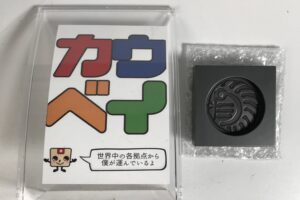 カウ
ベイ
世界中の各拠点から
僕が運んでいるよ